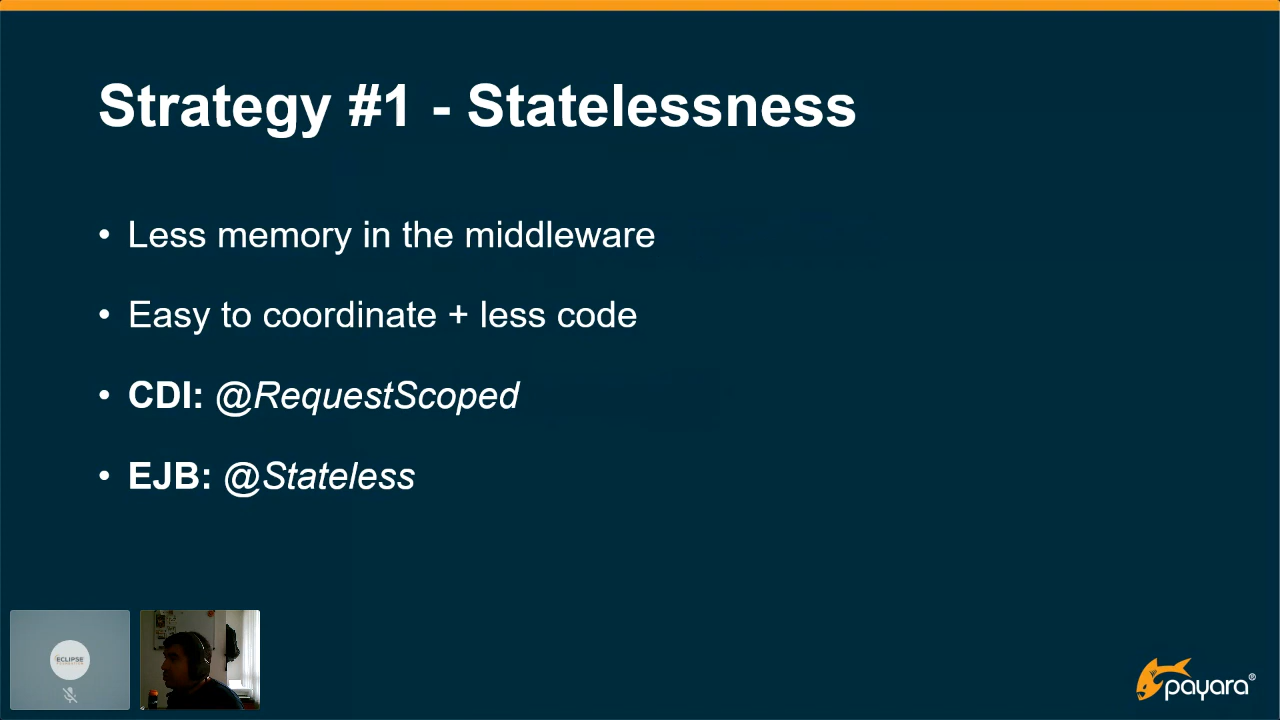 Strategy #1 - Statelessness
• Less memory in the middleware
• Easy to coordinate + less code
• CDI: @RequestScoped
• EJB: @Stateless
ECLIPSE
payara®